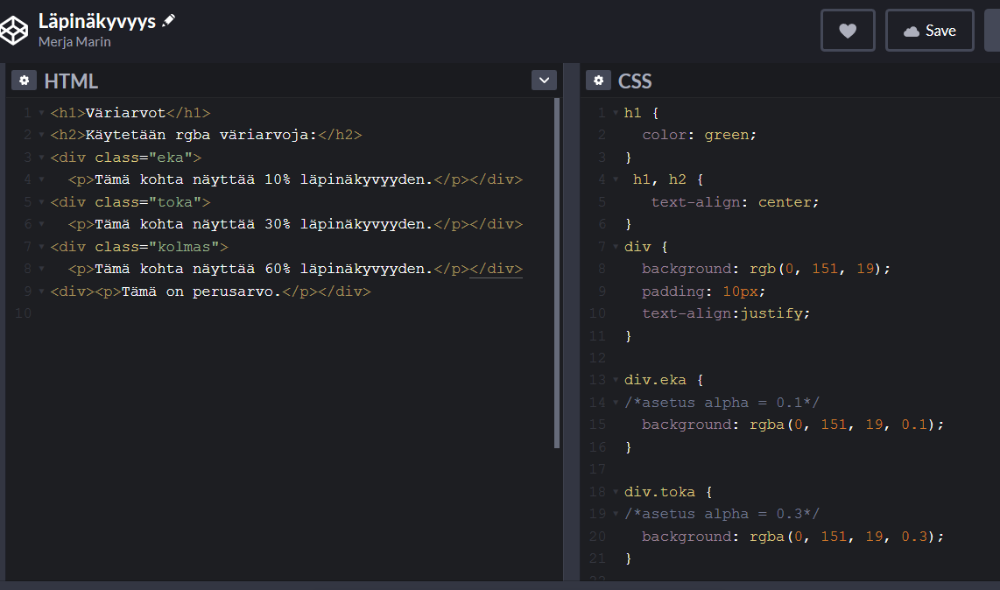 Läpinäkyvyys
Merja Marin
Save
HTML
1 <h1>Väriarvot</h1>
2 <h2>Käytetään rgba väriarvoja:</h2>
3 <div class="eka">
4 <p>Tämä kohta näyttää 10% läpinäkyvyyden.</p></div>
5 <div class="toka">
6 <p>Tämä kohta näyttää 30% läpinäkyvyyden.</p></div>
7 <div class="kolmas">
8 <p>Tämä kohta näyttää 60% läpinäkyvyyden.</p></div>
9 <div><p>Tämä on perusarvo.</p></div>
10
CSS
1 h1 {
2 color: green;
3 }
4 h1, h2 {
5 text-align: center;
6 }
7 div {
8 background: rgb(0, 151, 19);
9 padding: 10px;
10 text-align:justify;
11 }
12
13 div.eka {
14 /*asetus alpha = 0.1*/
15 background: rgba(0, 151, 19, 0.1);
16 }
17
18 div.toka {
19 /*asetus alpha = 0.3*/
20 background: rgba(0, 151, 19, 0.3);
21 }
22